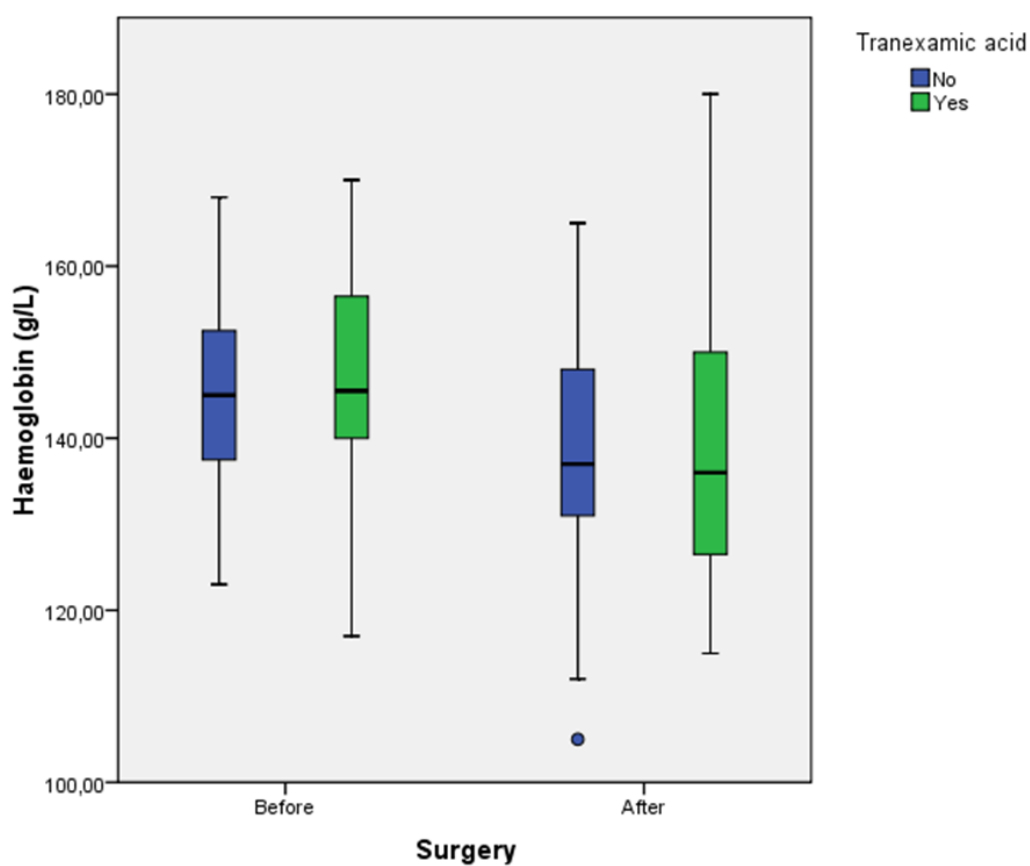 Tranexamic acid
No
Yes
180,00
160,00
140,00
120,00
100,00
Haemoglobin (g/L)
Before
After
Surgery